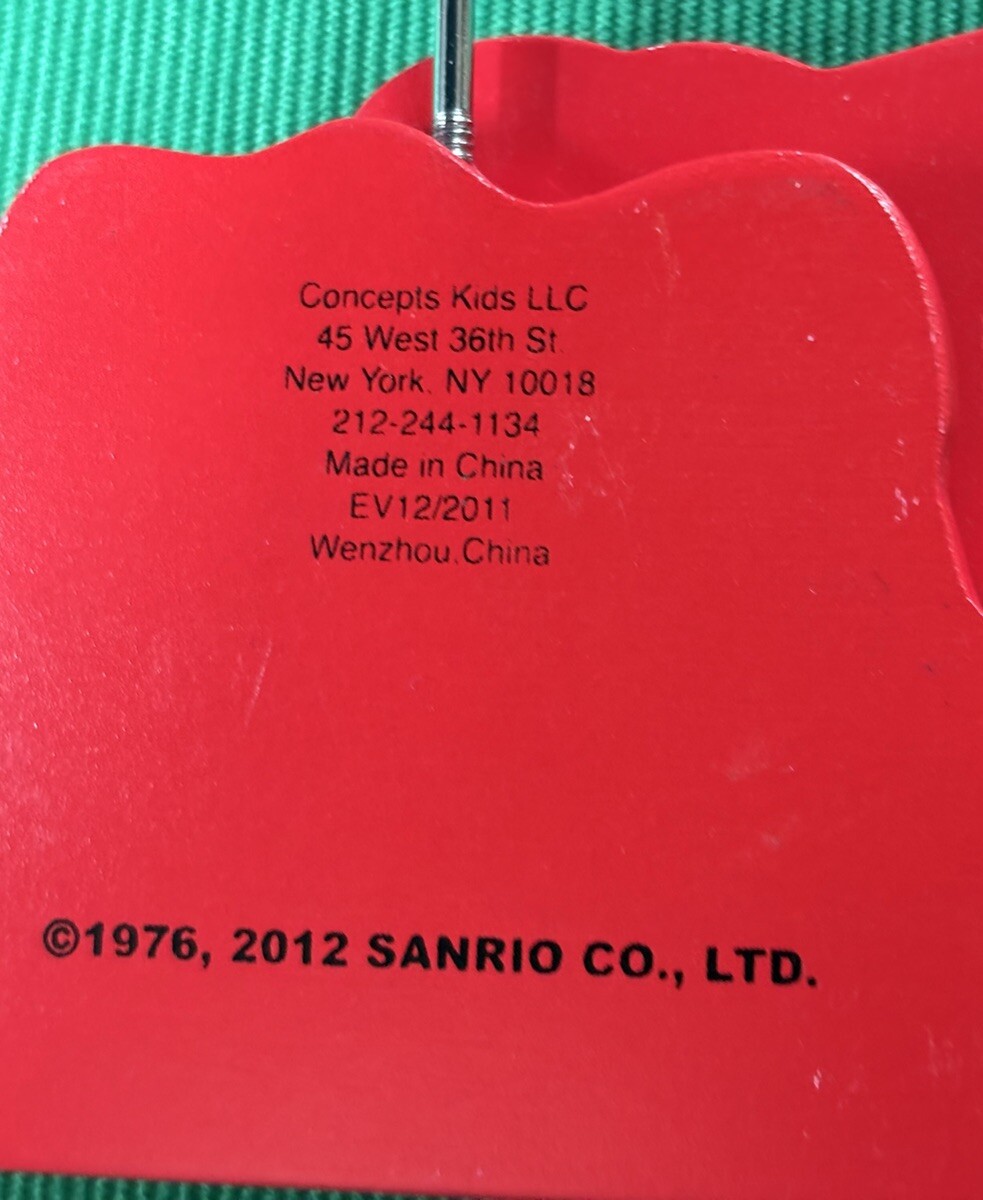 Concepts Kids LLC
45 West 36th St.
New York. NY 10018
212-244-1134
Made in China
EV12/2011
Wenzhou.China
©1976, 2012 SANRIO CO., LTD.